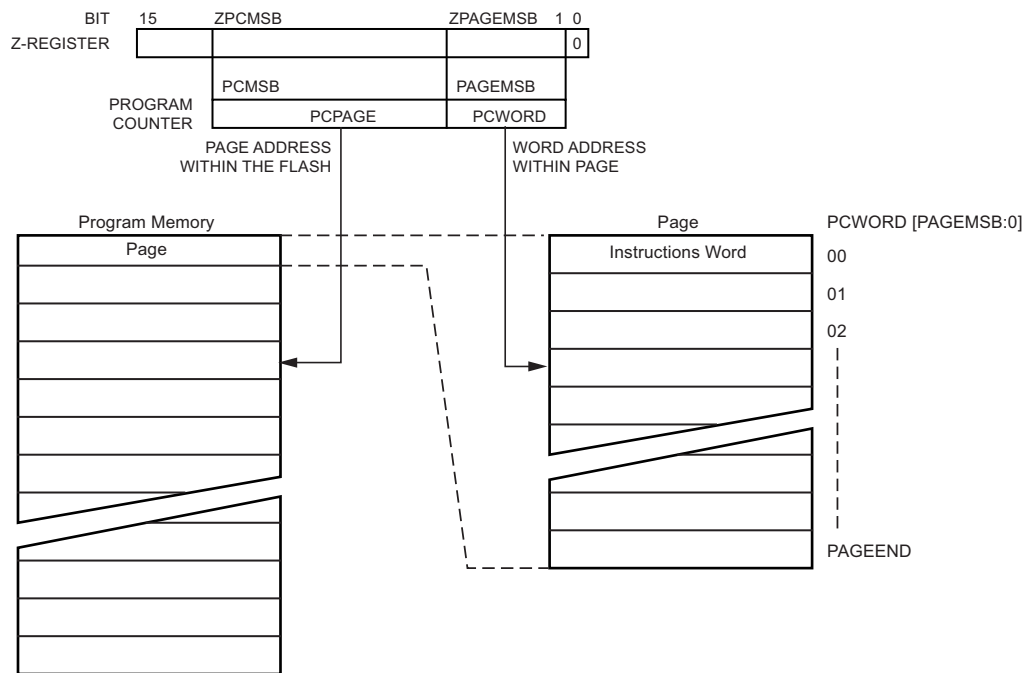 BIT 15 ZPCMSB ZPAGEMSB 1 0
Z-REGISTER 0
PCMSB PAGEMSB
PROGRAM
COUNTER
PCPAGE PCWORD
PAGE ADDRESS
WITHIN THE FLASH
WORD ADDRESS
WITHIN PAGE
Program Memory
Page
Page
PCWORD [PAGEMSB:0]
Instructions Word
00
01
02
PAGEEND